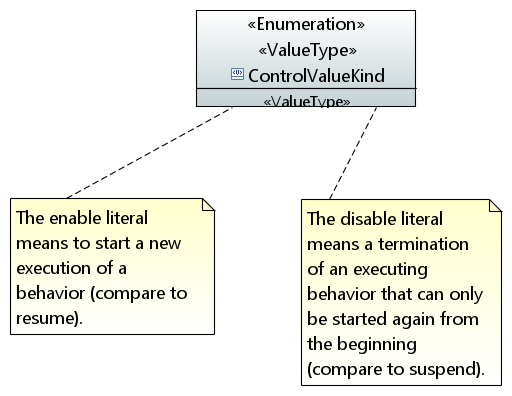 «Enumeration»
«ValueType»
ControlValueKind
«ValueType»
The enable literal
means to start a new
execution of a
behavior (compare to
resume).
The disable literal
means a termination
of an executing
behavior that can only
be started again from
the beginning
(compare to suspend).